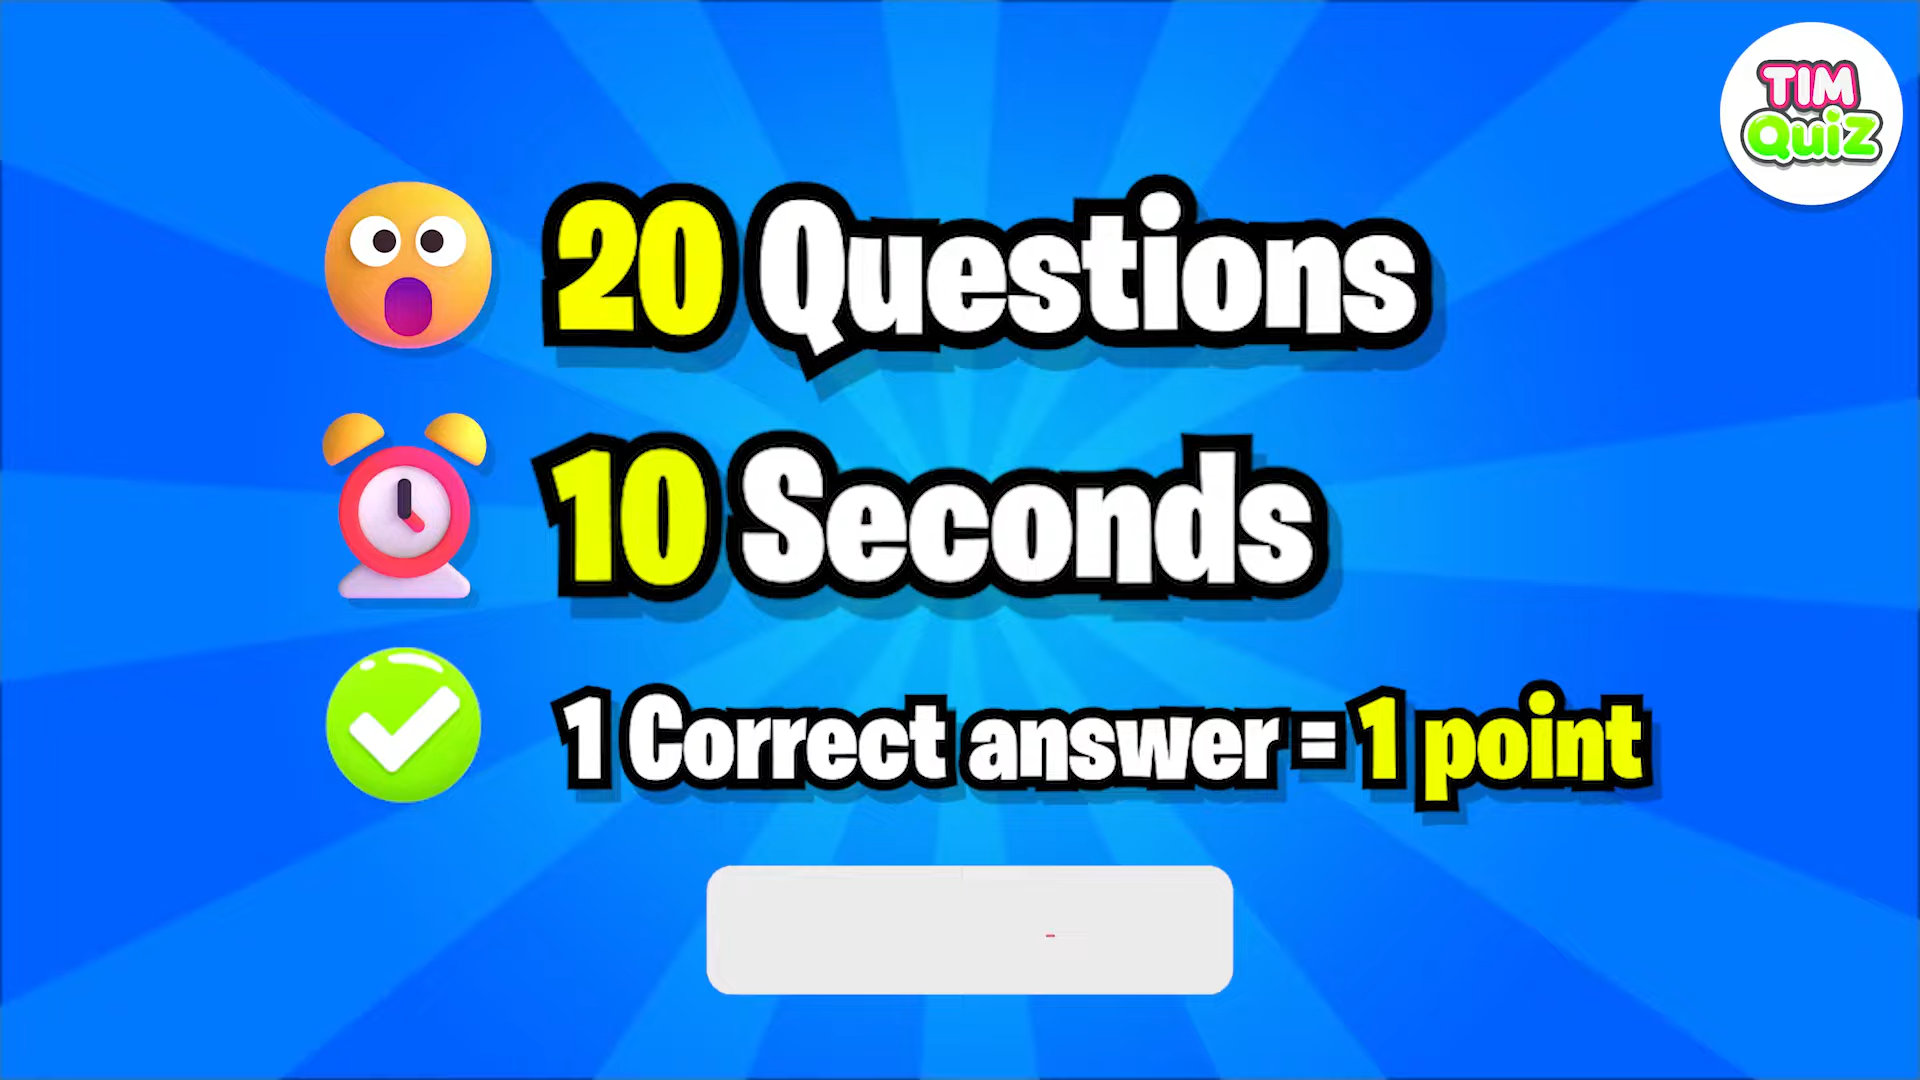 TIM
QuiZ
20 Questions
10 Seconds
1 Correct answer = 1 point